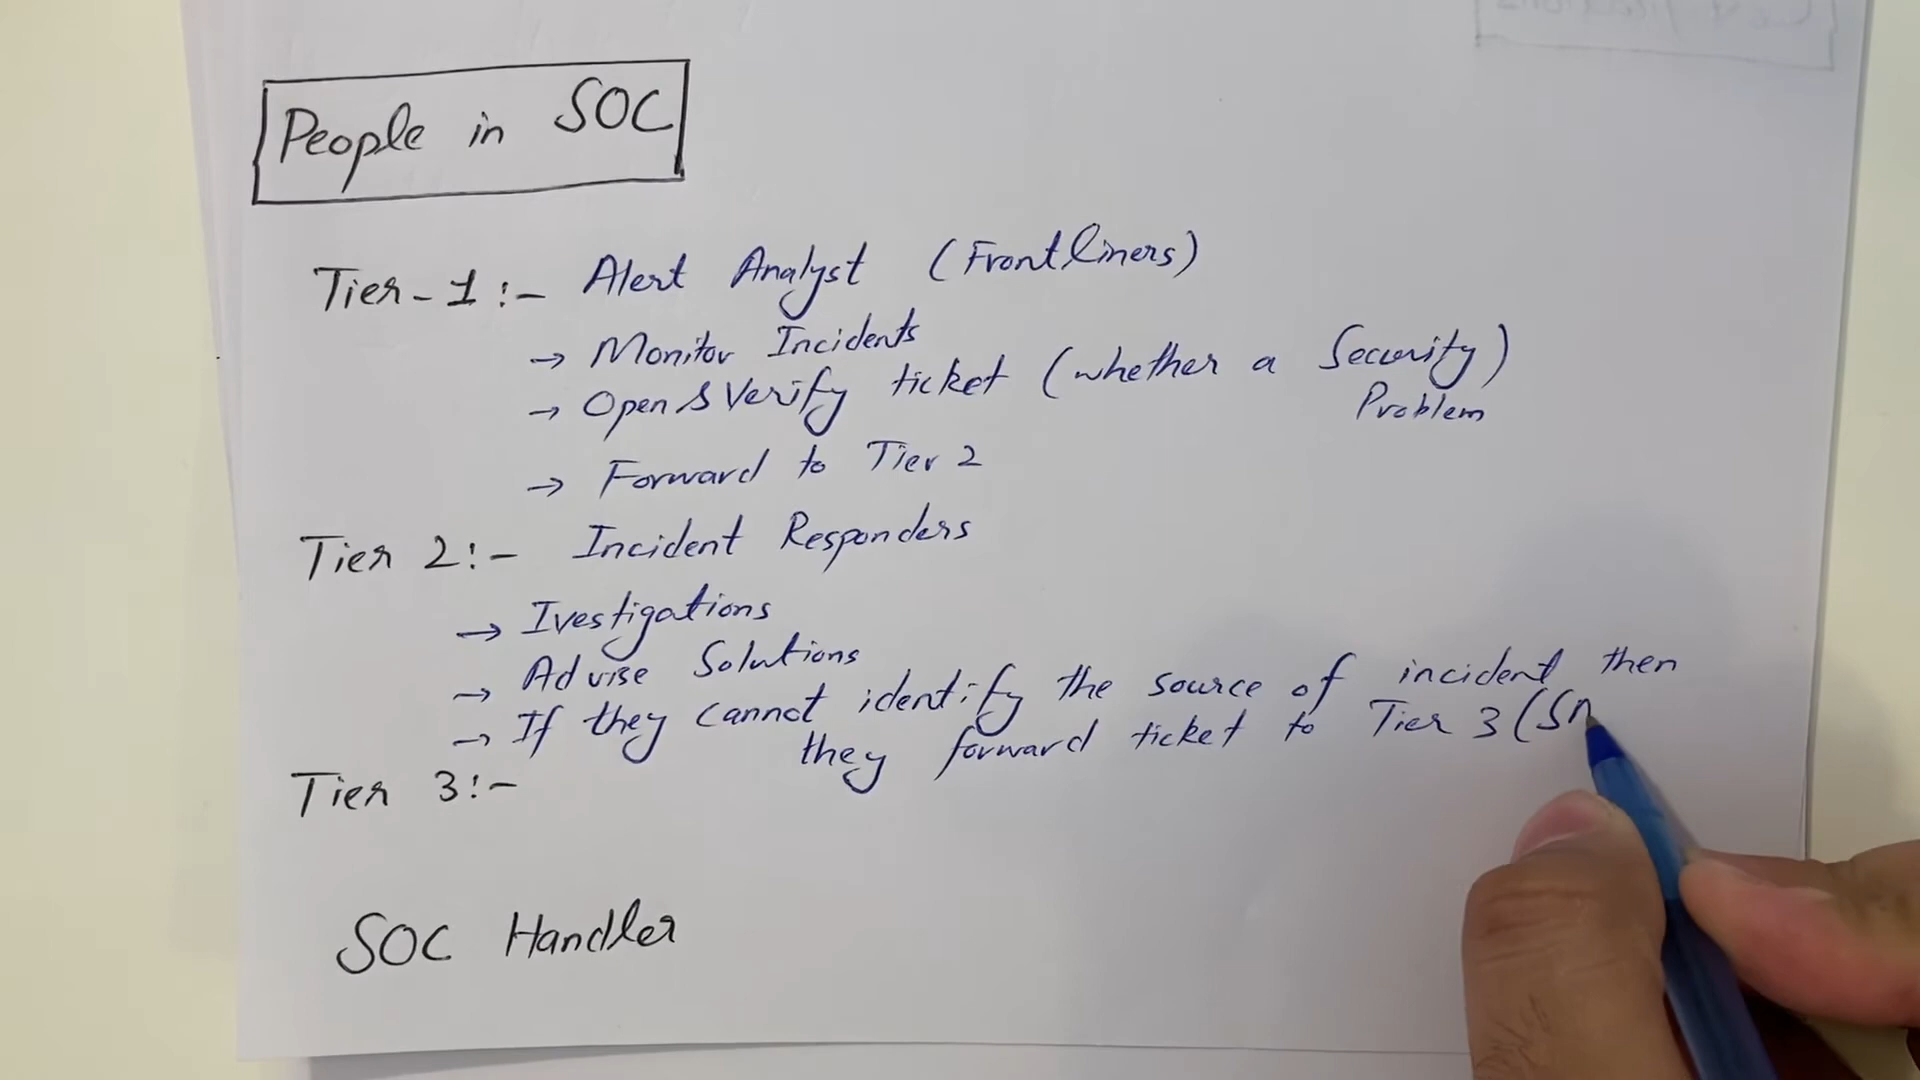 People in SOC
Tier-1:- Alert Analyst (Frontliners)
→ Monitor Incidents
→ Open & Verify ticket (whether a Security)
Problem
→ Forward to Tier 2
Tier 2:- Incident Responders
→ Ivestigations
→ Advise Solutions
→ If they cannot identify the source of incident then
they forward ticket to Tier 3 (
Tier 3:-
SOC Handler